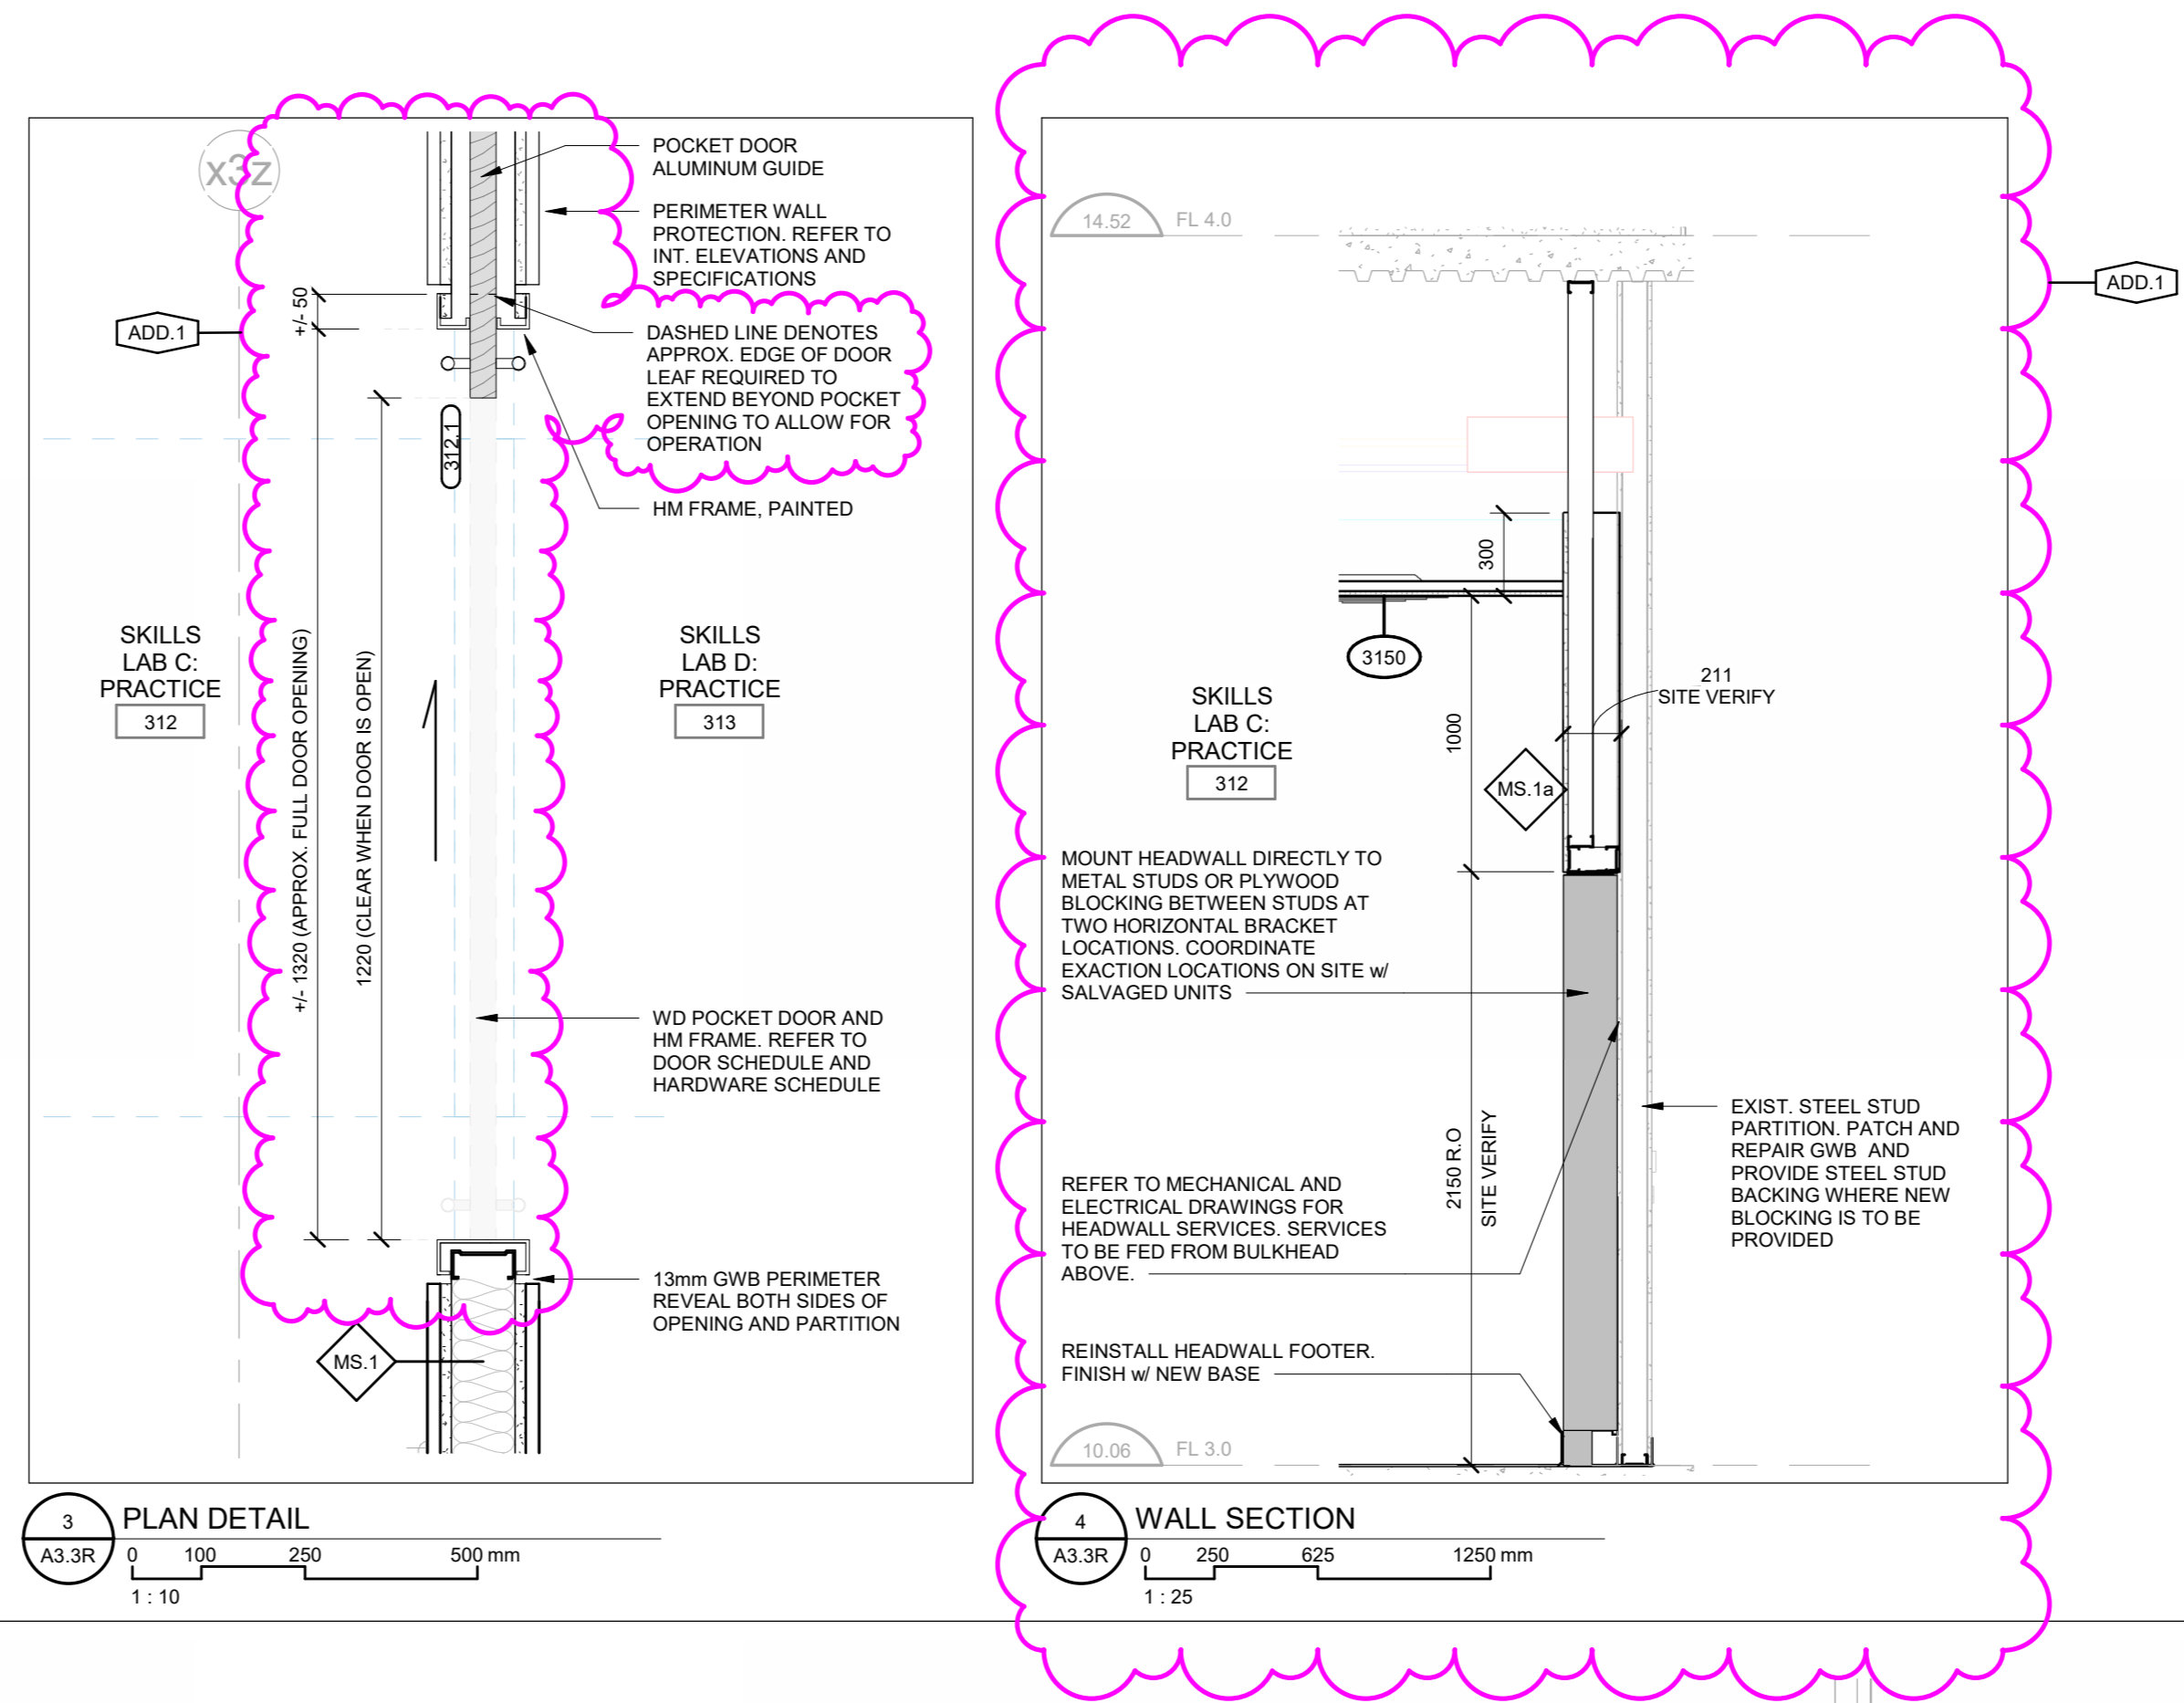 x3z
POCKET DOOR
ALUMINUM GUIDE
PERIMETER WALL
PROTECTION. REFER TO
INT. ELEVATIONS AND
SPECIFICATIONS
+/- 50
ADD.1
DASHED LINE DENOTES
APPROX. EDGE OF DOOR
LEAF REQUIRED TO
EXTEND BEYOND POCKET
OPENING TO ALLOW FOR
OPERATION
312.1
HM FRAME, PAINTED
SKILLS
LAB C:
PRACTICE
312
+/- 1320 (APPROX. FULL DOOR OPENING)
1220 (CLEAR WHEN DOOR IS OPEN)
SKILLS
LAB D:
PRACTICE
313
WD POCKET DOOR AND
HM FRAME. REFER TO
DOOR SCHEDULE AND
HARDWARE SCHEDULE
13mm GWB PERIMETER
REVEAL BOTH SIDES OF
OPENING AND PARTITION
MS.1
3
A3.3R
PLAN DETAIL
0 100 250 500 mm
1 : 10
14.52 FL 4.0
ADD.1
300
3150
211
SITE VERIFY
SKILLS
LAB C:
PRACTICE
312
1000
MS.1a
MOUNT HEADWALL DIRECTLY TO
METAL STUDS OR PLYWOOD
BLOCKING BETWEEN STUDS AT
TWO HORIZONTAL BRACKET
LOCATIONS. COORDINATE
EXACTION LOCATIONS ON SITE w/
SALVAGED UNITS
2150 R.O
SITE VERIFY
EXIST. STEEL STUD
PARTITION. PATCH AND
REPAIR GWB AND
PROVIDE STEEL STUD
BACKING WHERE NEW
BLOCKING IS TO BE
PROVIDED
REFER TO MECHANICAL AND
ELECTRICAL DRAWINGS FOR
HEADWALL SERVICES. SERVICES
TO BE FED FROM BULKHEAD
ABOVE.
REINSTALL HEADWALL FOOTER.
FINISH w/ NEW BASE
10.06 FL 3.0
4
A3.3R
WALL SECTION
0 250 625 1250 mm
1 : 25